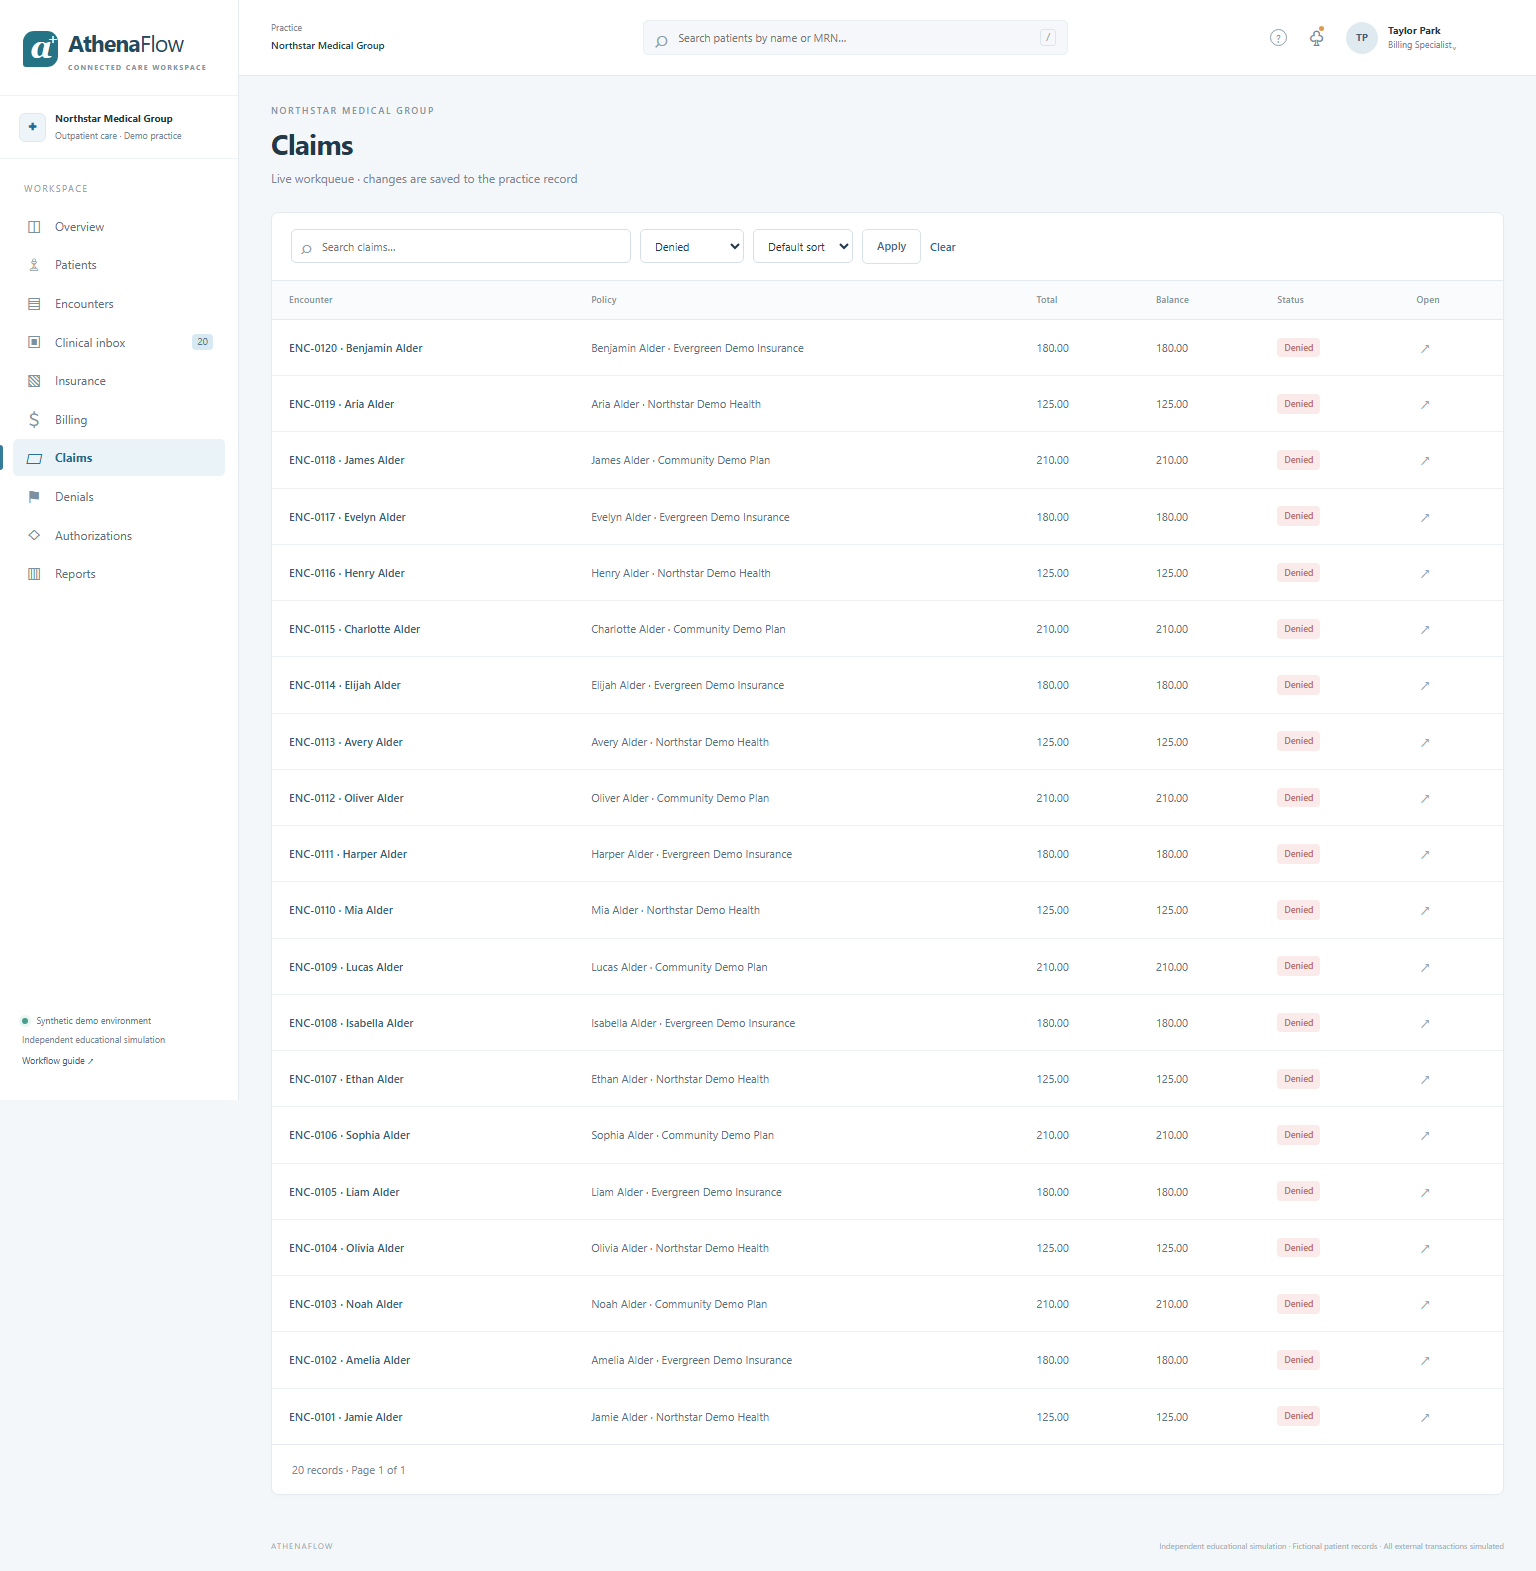 AthenaFlow
CONNECTED CARE WORKSPACE
Northstar Medical Group
Outpatient care · Demo practice
WORKSPACE
Overview
Patients
Encounters
Clinical inbox 20
Insurance
Billing
Claims
Denials
Authorizations
Reports
Synthetic demo environment
Independent educational simulation
Workflow guide ↗
Practice
Northstar Medical Group
Search patients by name or MRN... /
?
TP
Taylor Park
Billing Specialist
NORTHSTAR MEDICAL GROUP
Claims
Live workqueue · changes are saved to the practice record
Search claims... Denied Default sort Apply Clear
Encounter Policy Total Balance Status Open
ENC-0120 · Benjamin Alder Benjamin Alder · Evergreen Demo Insurance 180.00 180.00 Denied ↗
ENC-0119 · Aria Alder Aria Alder · Northstar Demo Health 125.00 125.00 Denied ↗
ENC-0118 · James Alder James Alder · Community Demo Plan 210.00 210.00 Denied ↗
ENC-0117 · Evelyn Alder Evelyn Alder · Evergreen Demo Insurance 180.00 180.00 Denied ↗
ENC-0116 · Henry Alder Henry Alder · Northstar Demo Health 125.00 125.00 Denied ↗
ENC-0115 · Charlotte Alder Charlotte Alder · Community Demo Plan 210.00 210.00 Denied ↗
ENC-0114 · Elijah Alder Elijah Alder · Evergreen Demo Insurance 180.00 180.00 Denied ↗
ENC-0113 · Avery Alder Avery Alder · Northstar Demo Health 125.00 125.00 Denied ↗
ENC-0112 · Oliver Alder Oliver Alder · Community Demo Plan 210.00 210.00 Denied ↗
ENC-0111 · Harper Alder Harper Alder · Evergreen Demo Insurance 180.00 180.00 Denied ↗
ENC-0110 · Mia Alder Mia Alder · Northstar Demo Health 125.00 125.00 Denied ↗
ENC-0109 · Lucas Alder Lucas Alder · Community Demo Plan 210.00 210.00 Denied ↗
ENC-0108 · Isabella Alder Isabella Alder · Evergreen Demo Insurance 180.00 180.00 Denied ↗
ENC-0107 · Ethan Alder Ethan Alder · Northstar Demo Health 125.00 125.00 Denied ↗
ENC-0106 · Sophia Alder Sophia Alder · Community Demo Plan 210.00 210.00 Denied ↗
ENC-0105 · Liam Alder Liam Alder · Evergreen Demo Insurance 180.00 180.00 Denied ↗
ENC-0104 · Olivia Alder Olivia Alder · Northstar Demo Health 125.00 125.00 Denied ↗
ENC-0103 · Noah Alder Noah Alder · Community Demo Plan 210.00 210.00 Denied ↗
ENC-0102 · Amelia Alder Amelia Alder · Evergreen Demo Insurance 180.00 180.00 Denied ↗
ENC-0101 · Jamie Alder Jamie Alder · Northstar Demo Health 125.00 125.00 Denied ↗
20 records · Page 1 of 1
ATHENAFLOW
Independent educational simulation · Fictional patient records · All external transactions simulated